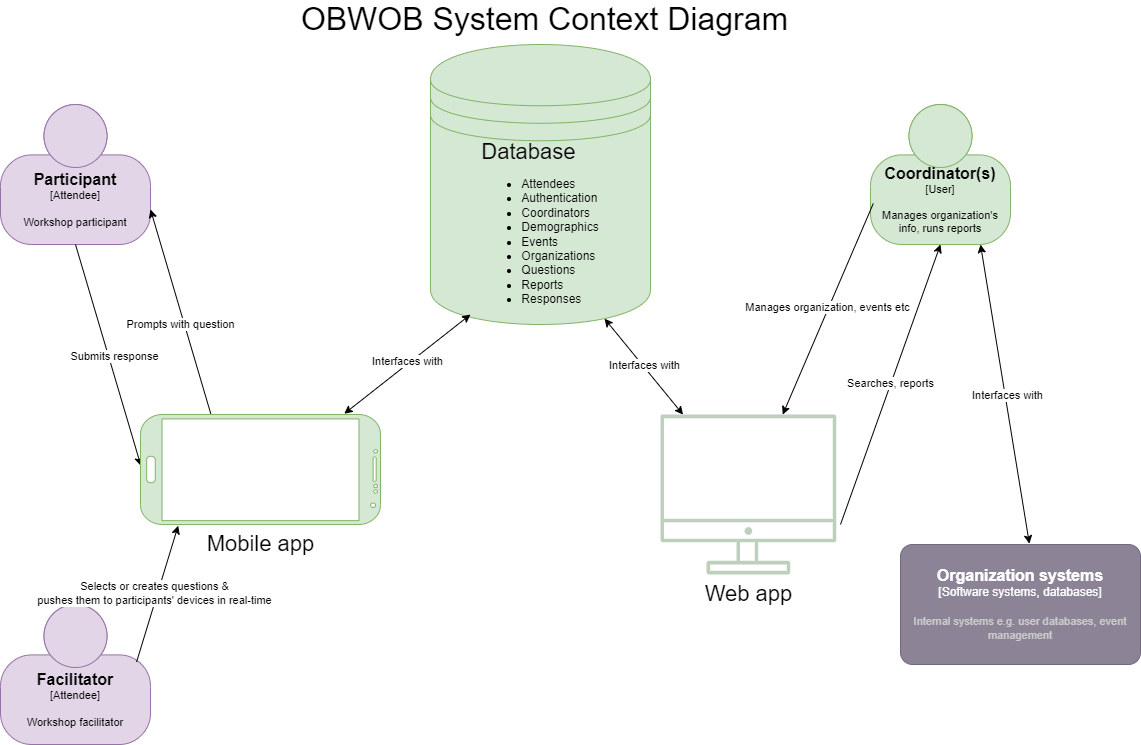 OBWOB System Context Diagram
Database
Attendees
Authentication
Coordinators
Demographics
Events
Organizations
Questions
Reports
Responses
Participant
[Attendee]
Workshop participant
Coordinator(s)
[User]
Manages organization's
info, runs reports
Prompts with question
Submits response
Interfaces with
Interfaces with
Manages organization, events etc
Searches, reports
Interfaces with
Mobile app
Web app
Selects or creates questions &
pushes them to participants' devices in real-time
Facilitator
[Attendee]
Workshop facilitator
Organization systems
[Software systems, databases]
Internal systems e.g. user databases, event
management